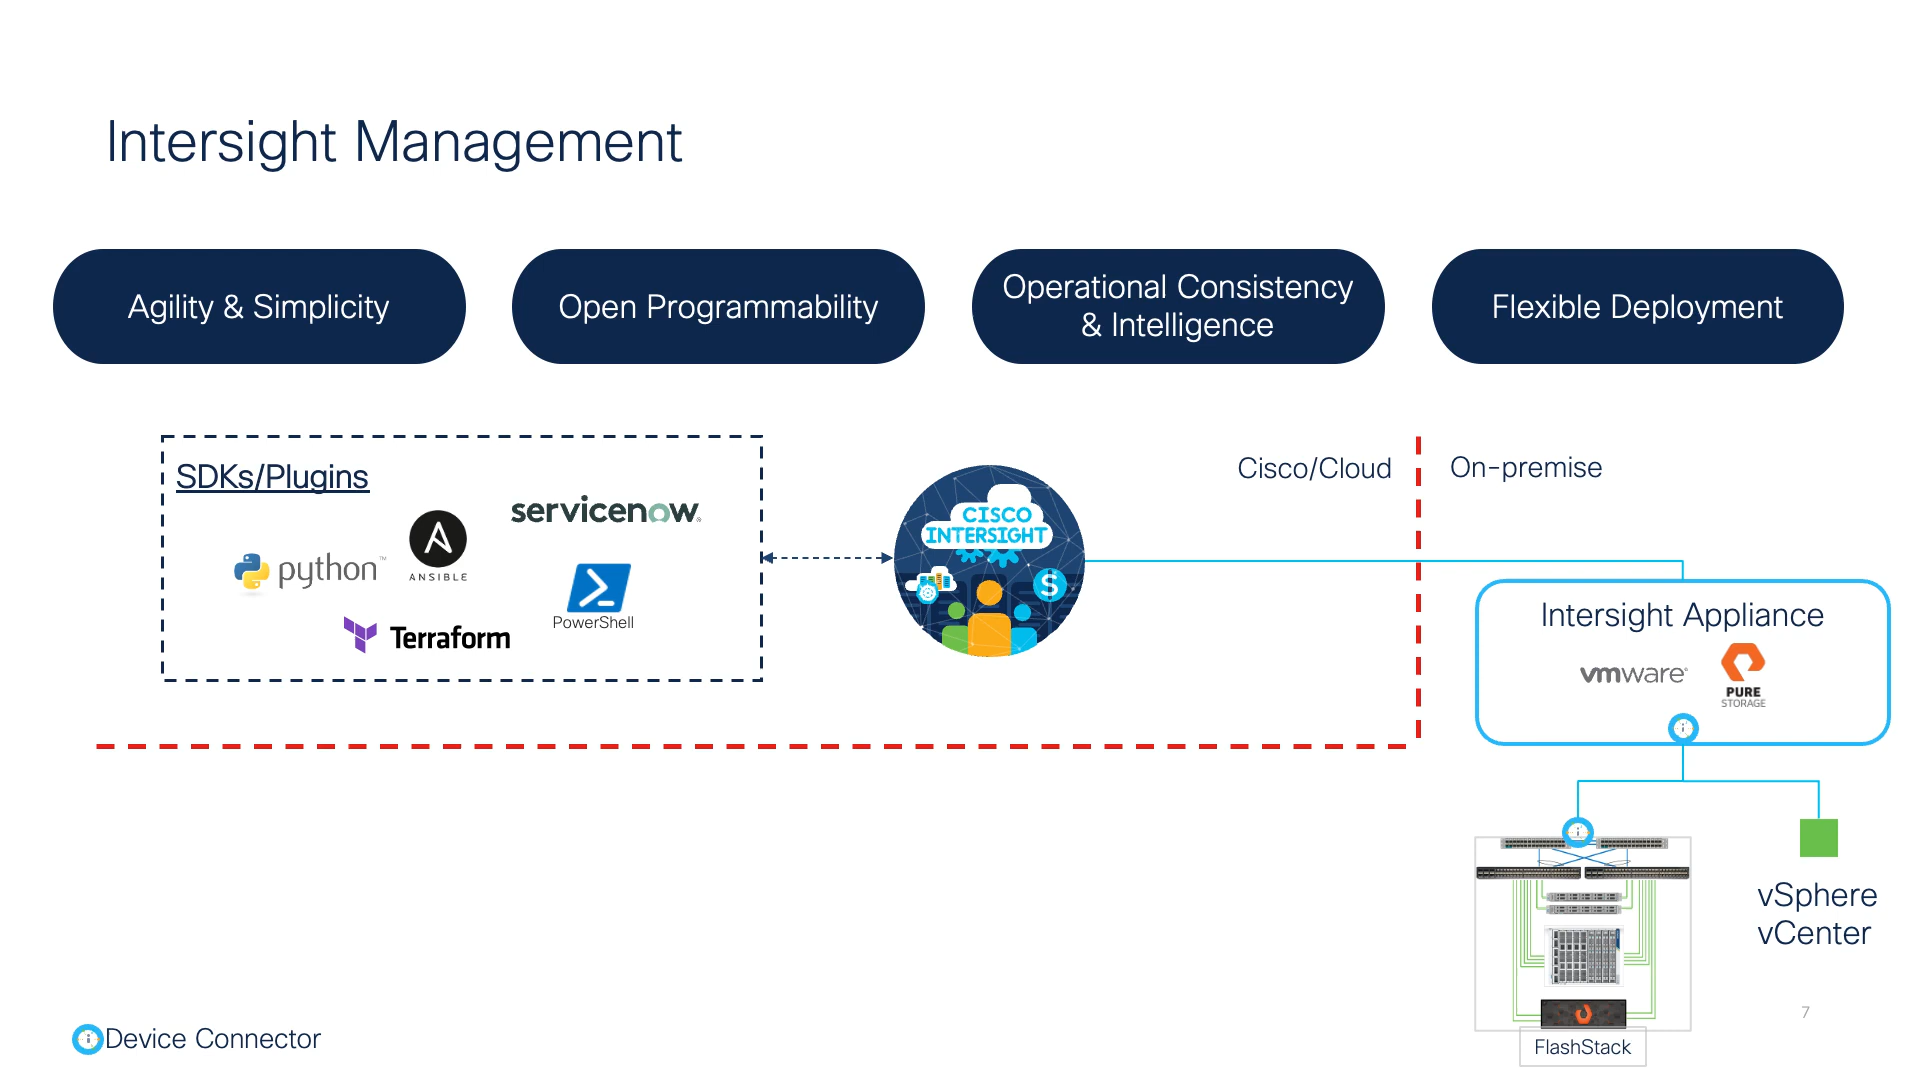 Intersight Management
Agility & Simplicity
Open Programmability
Operational Consistency
& Intelligence
Flexible Deployment
SDKs/Plugins
servicenow®
python™
ANSIBLE
PowerShell
Terraform
CISCO
INTERSIGHT
$
Cisco/Cloud
On-premise
Intersight Appliance
vmware®
PURE
STORAGE
vSphere
vCenter
FlashStack
7
Device Connector